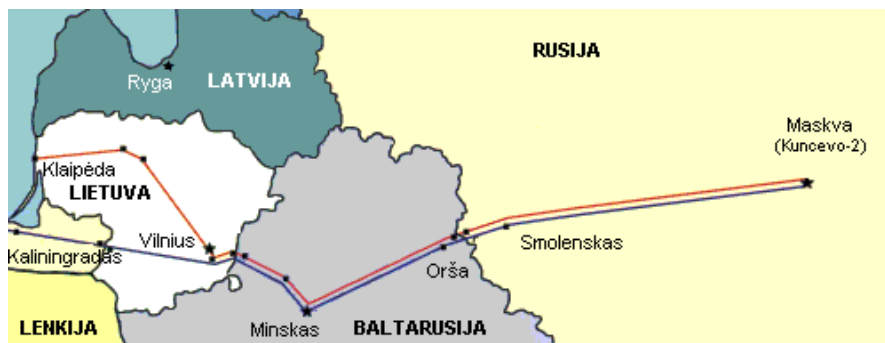 RUSIJA
Ryga
LATVIJA
Maskva
(Kuncevo-2)
Klaipėda
LIETUVA
Vilnius
Smolenskas
Kaliningradas
Orša
LENKIJA
Minskas
BALTARUSIJA